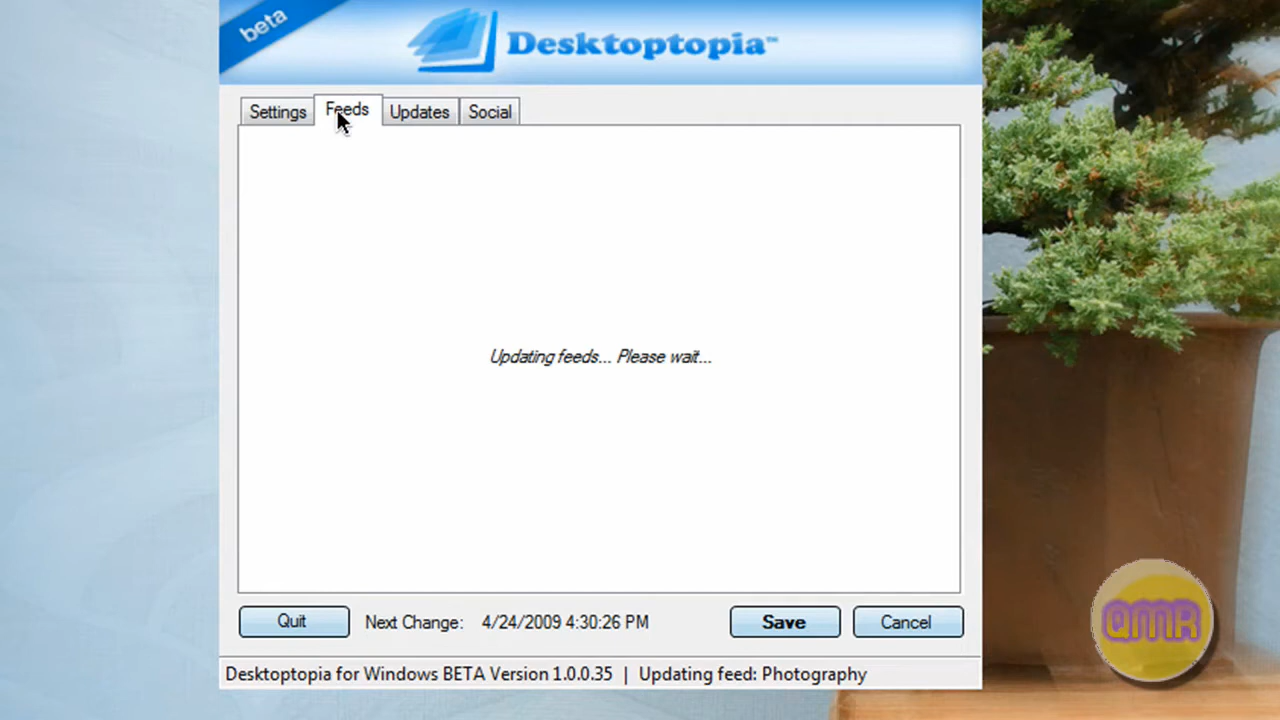 beta
Desktoptopia™
Settings Feeds Updates Social
Updating feeds... Please wait...
Quit Next Change: 4/24/2009 4:30:26 PM Save Cancel
Desktoptopia for Windows BETA Version 1.0.0.35 | Updating feed: Photography
QMR